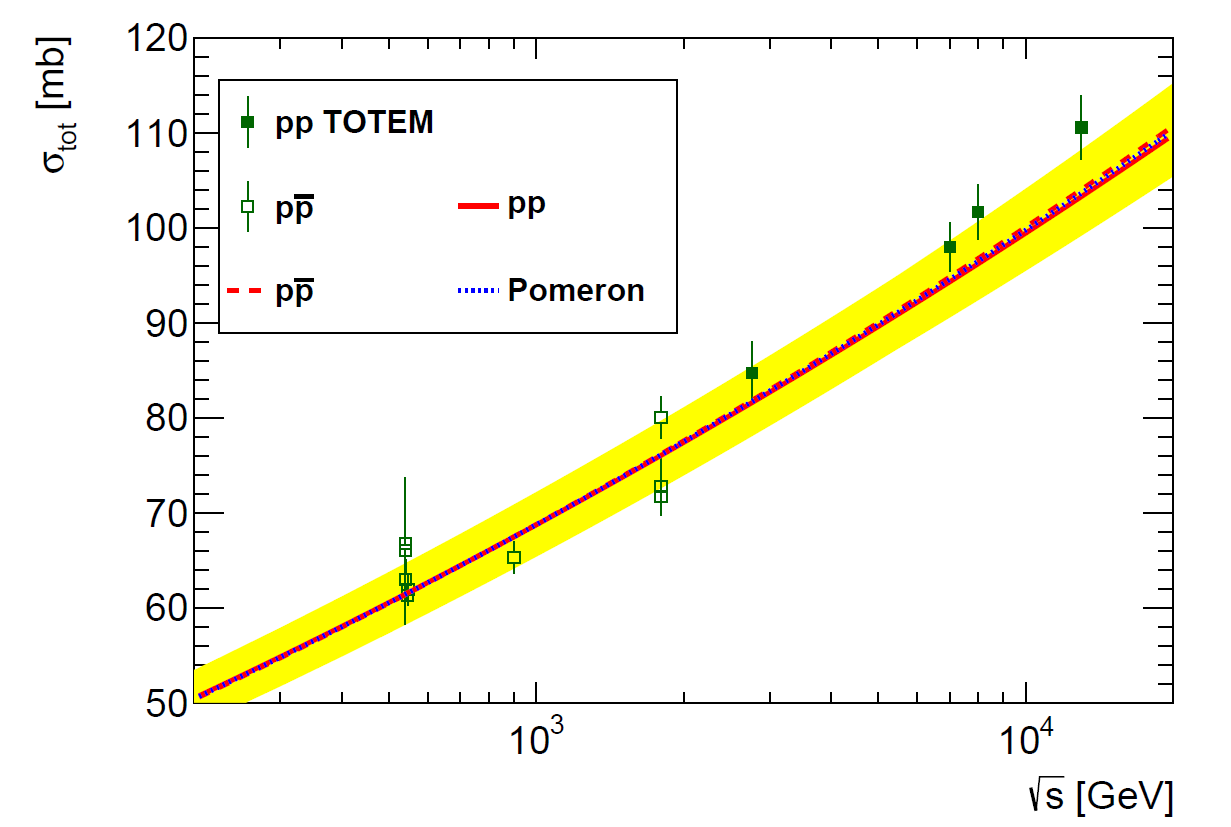 σtot [mb]
120
110
100
90
80
70
60
50
pp TOTEM
pp̅
pp
pp̅
Pomeron
10³
10⁴
√s [GeV]